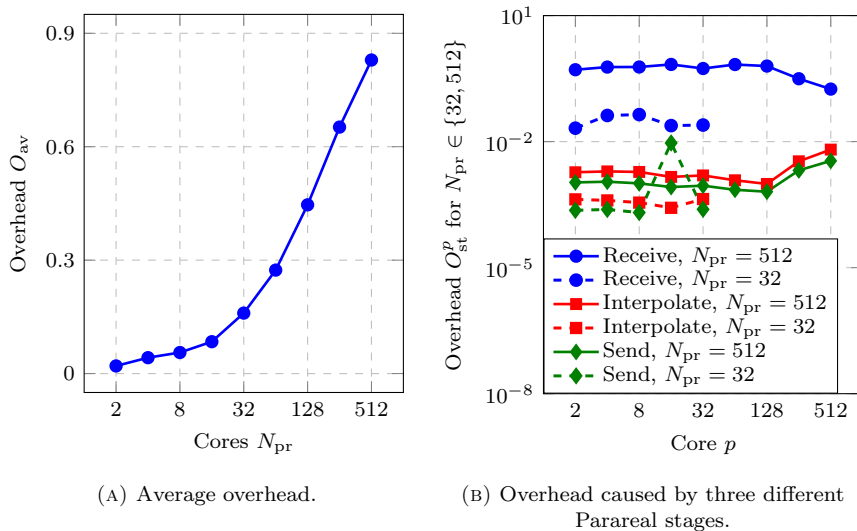 0.9
0.6
0.3
0
Overhead O_av
2 8 32 128 512
Cores N_pr
(A) Average overhead.
10^1
10^−2
10^−5
10^−8
Overhead O^p_st for N_pr ∈ {32, 512}
Receive, N_pr = 512
Receive, N_pr = 32
Interpolate, N_pr = 512
Interpolate, N_pr = 32
Send, N_pr = 512
Send, N_pr = 32
2 8 32 128 512
Core p
(B) Overhead caused by three different
Parareal stages.